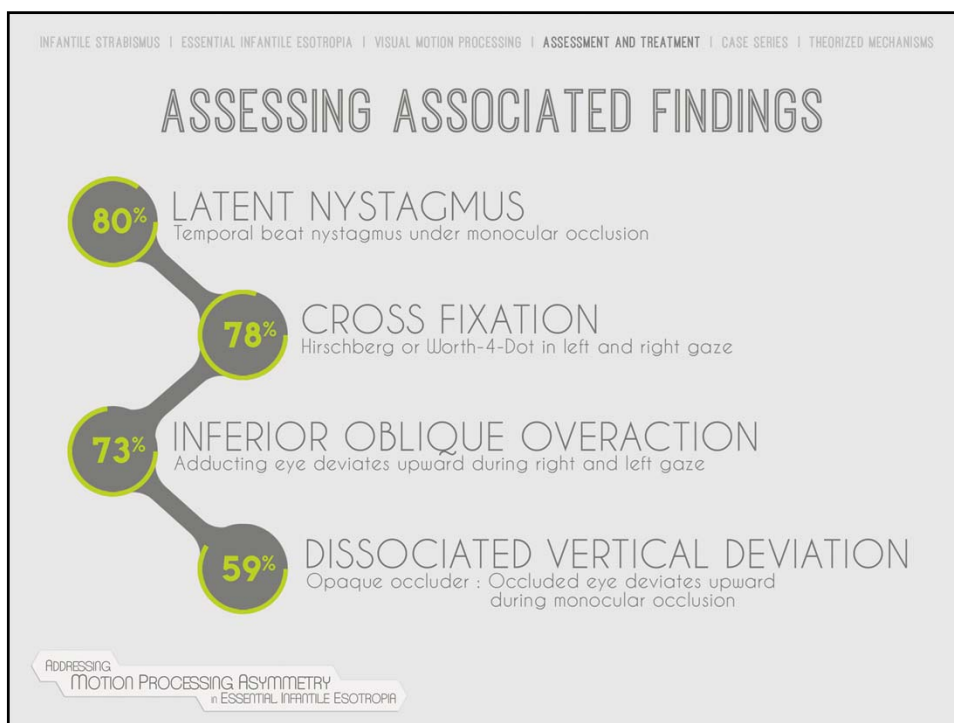 INFANTILE STRABISMUS | ESSENTIAL INFANTILE ESOTROPIA | VISUAL MOTION PROCESSING | ASSESSMENT AND TREATMENT | CASE SERIES | THEORIZED MECHANISMS
ASSESSING ASSOCIATED FINDINGS
80%
LATENT NYSTAGMUS
Temporal beat nystagmus under monocular occlusion
78%
CROSS FIXATION
Hirschberg or Worth-4-Dot in left and right gaze
73%
INFERIOR OBLIQUE OVERACTION
Adducting eye deviates upward during right and left gaze
59%
DISSOCIATED VERTICAL DEVIATION
Opaque occluder : Occluded eye deviates upward
during monocular occlusion
ADDRESSING
MOTION PROCESSING ASYMMETRY
IN ESSENTIAL INFANTILE ESOTROPIA